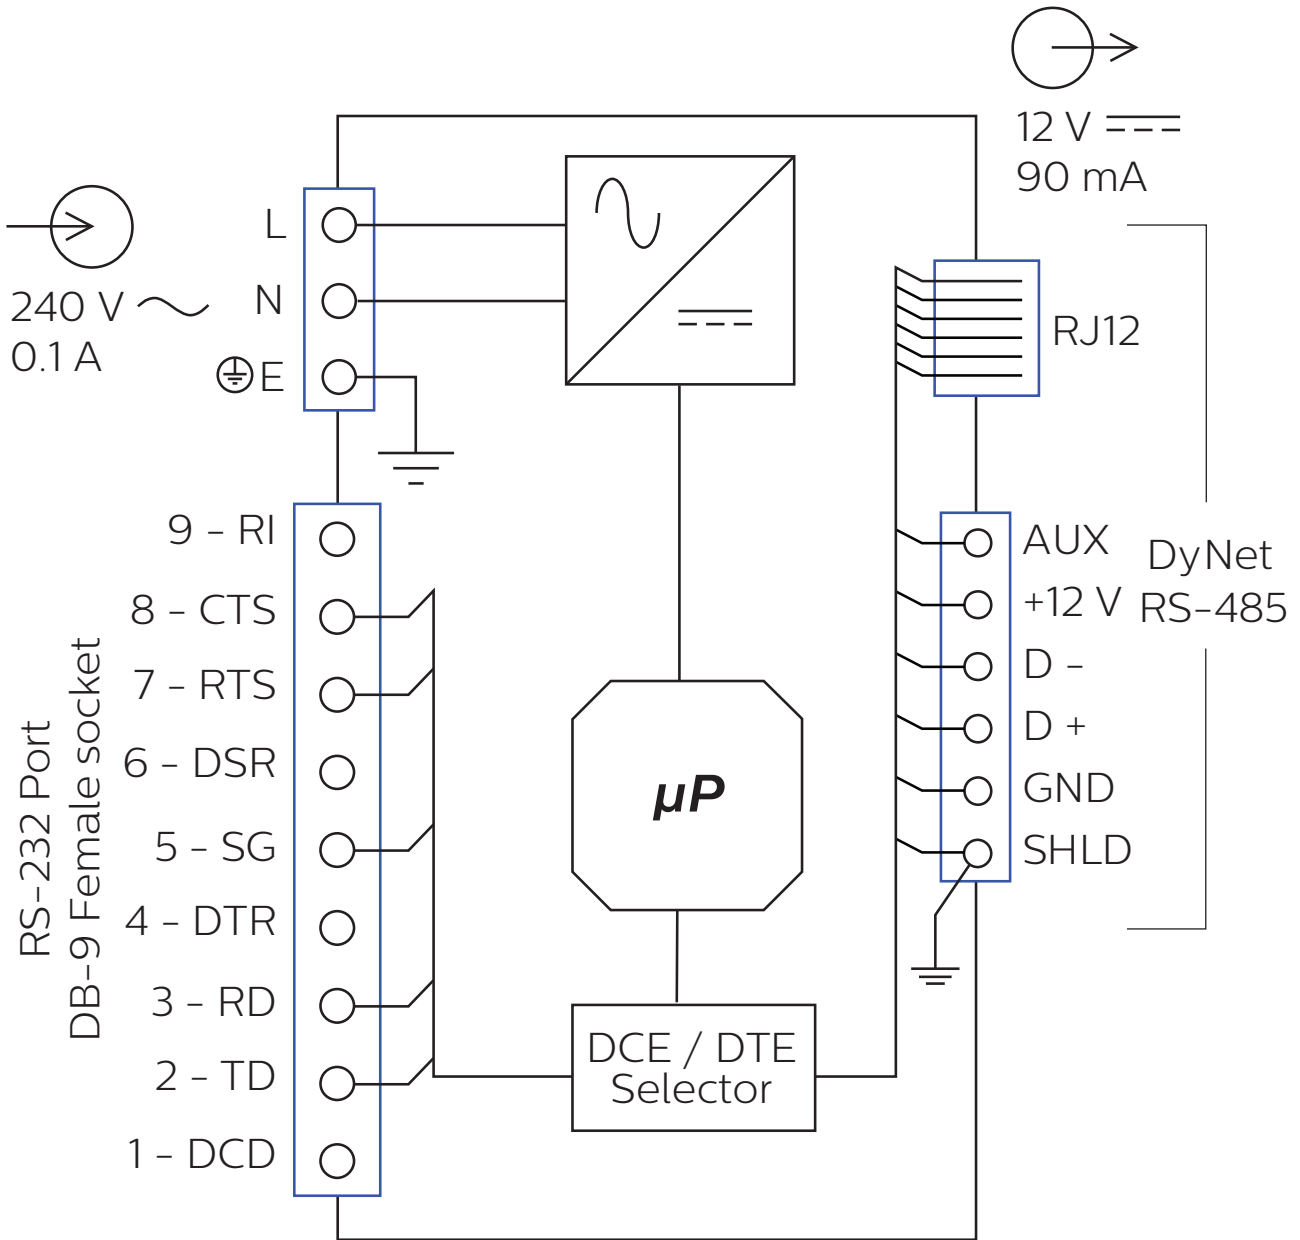 12 V
90 mA
L
240 V
N
0.1 A
E
RJ12
9 - RI
AUX
DyNet
8 - CTS
+12 V
RS-485
7 - RTS
D -
RS-232 Port
DB-9 Female socket
6 - DSR
D +
µP
GND
5 - SG
SHLD
4 - DTR
3 - RD
DCE / DTE
Selector
2 - TD
1 - DCD